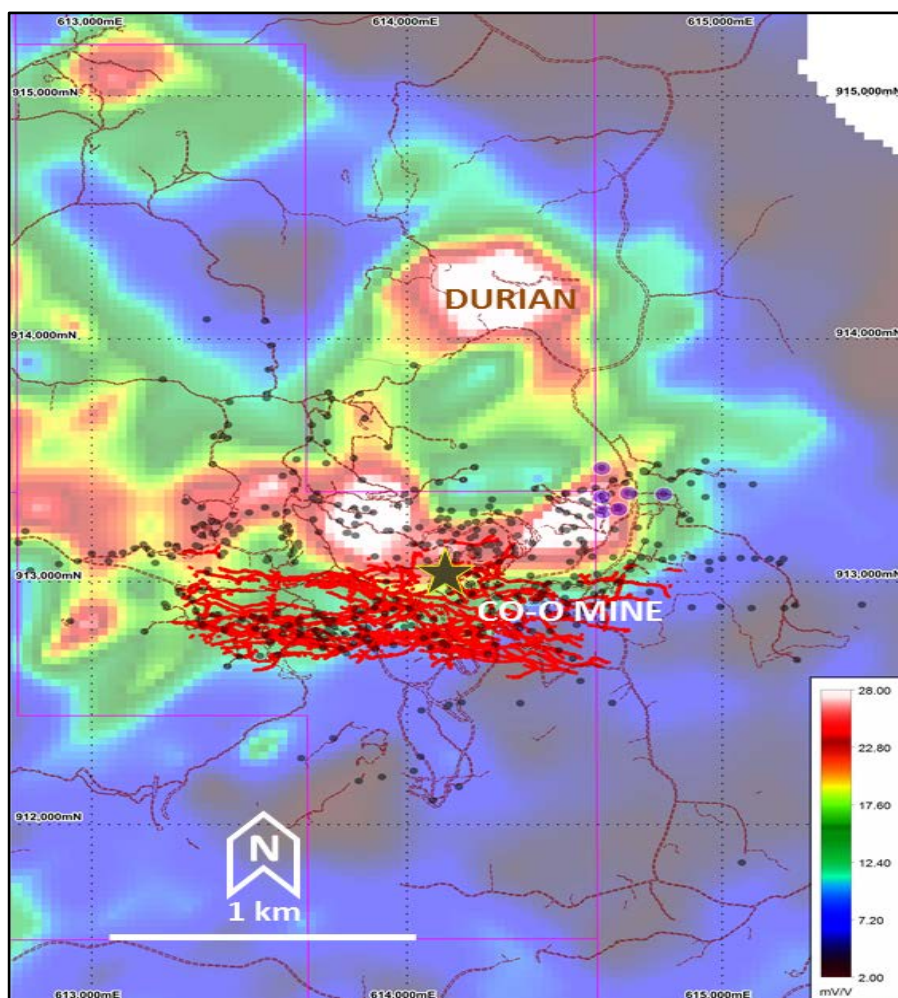 613,000mE 614,000mE 615,000mE
915,000mN 915,000mN
DURIAN
914,000mN 914,000mN
913,000mN 913,000mN
CO-O MINE
28.00
22.80
17.60
12.40
7.20
2.00
mV/V
912,000mN
N
1 km
613,000mE 614,000mE 615,000mE